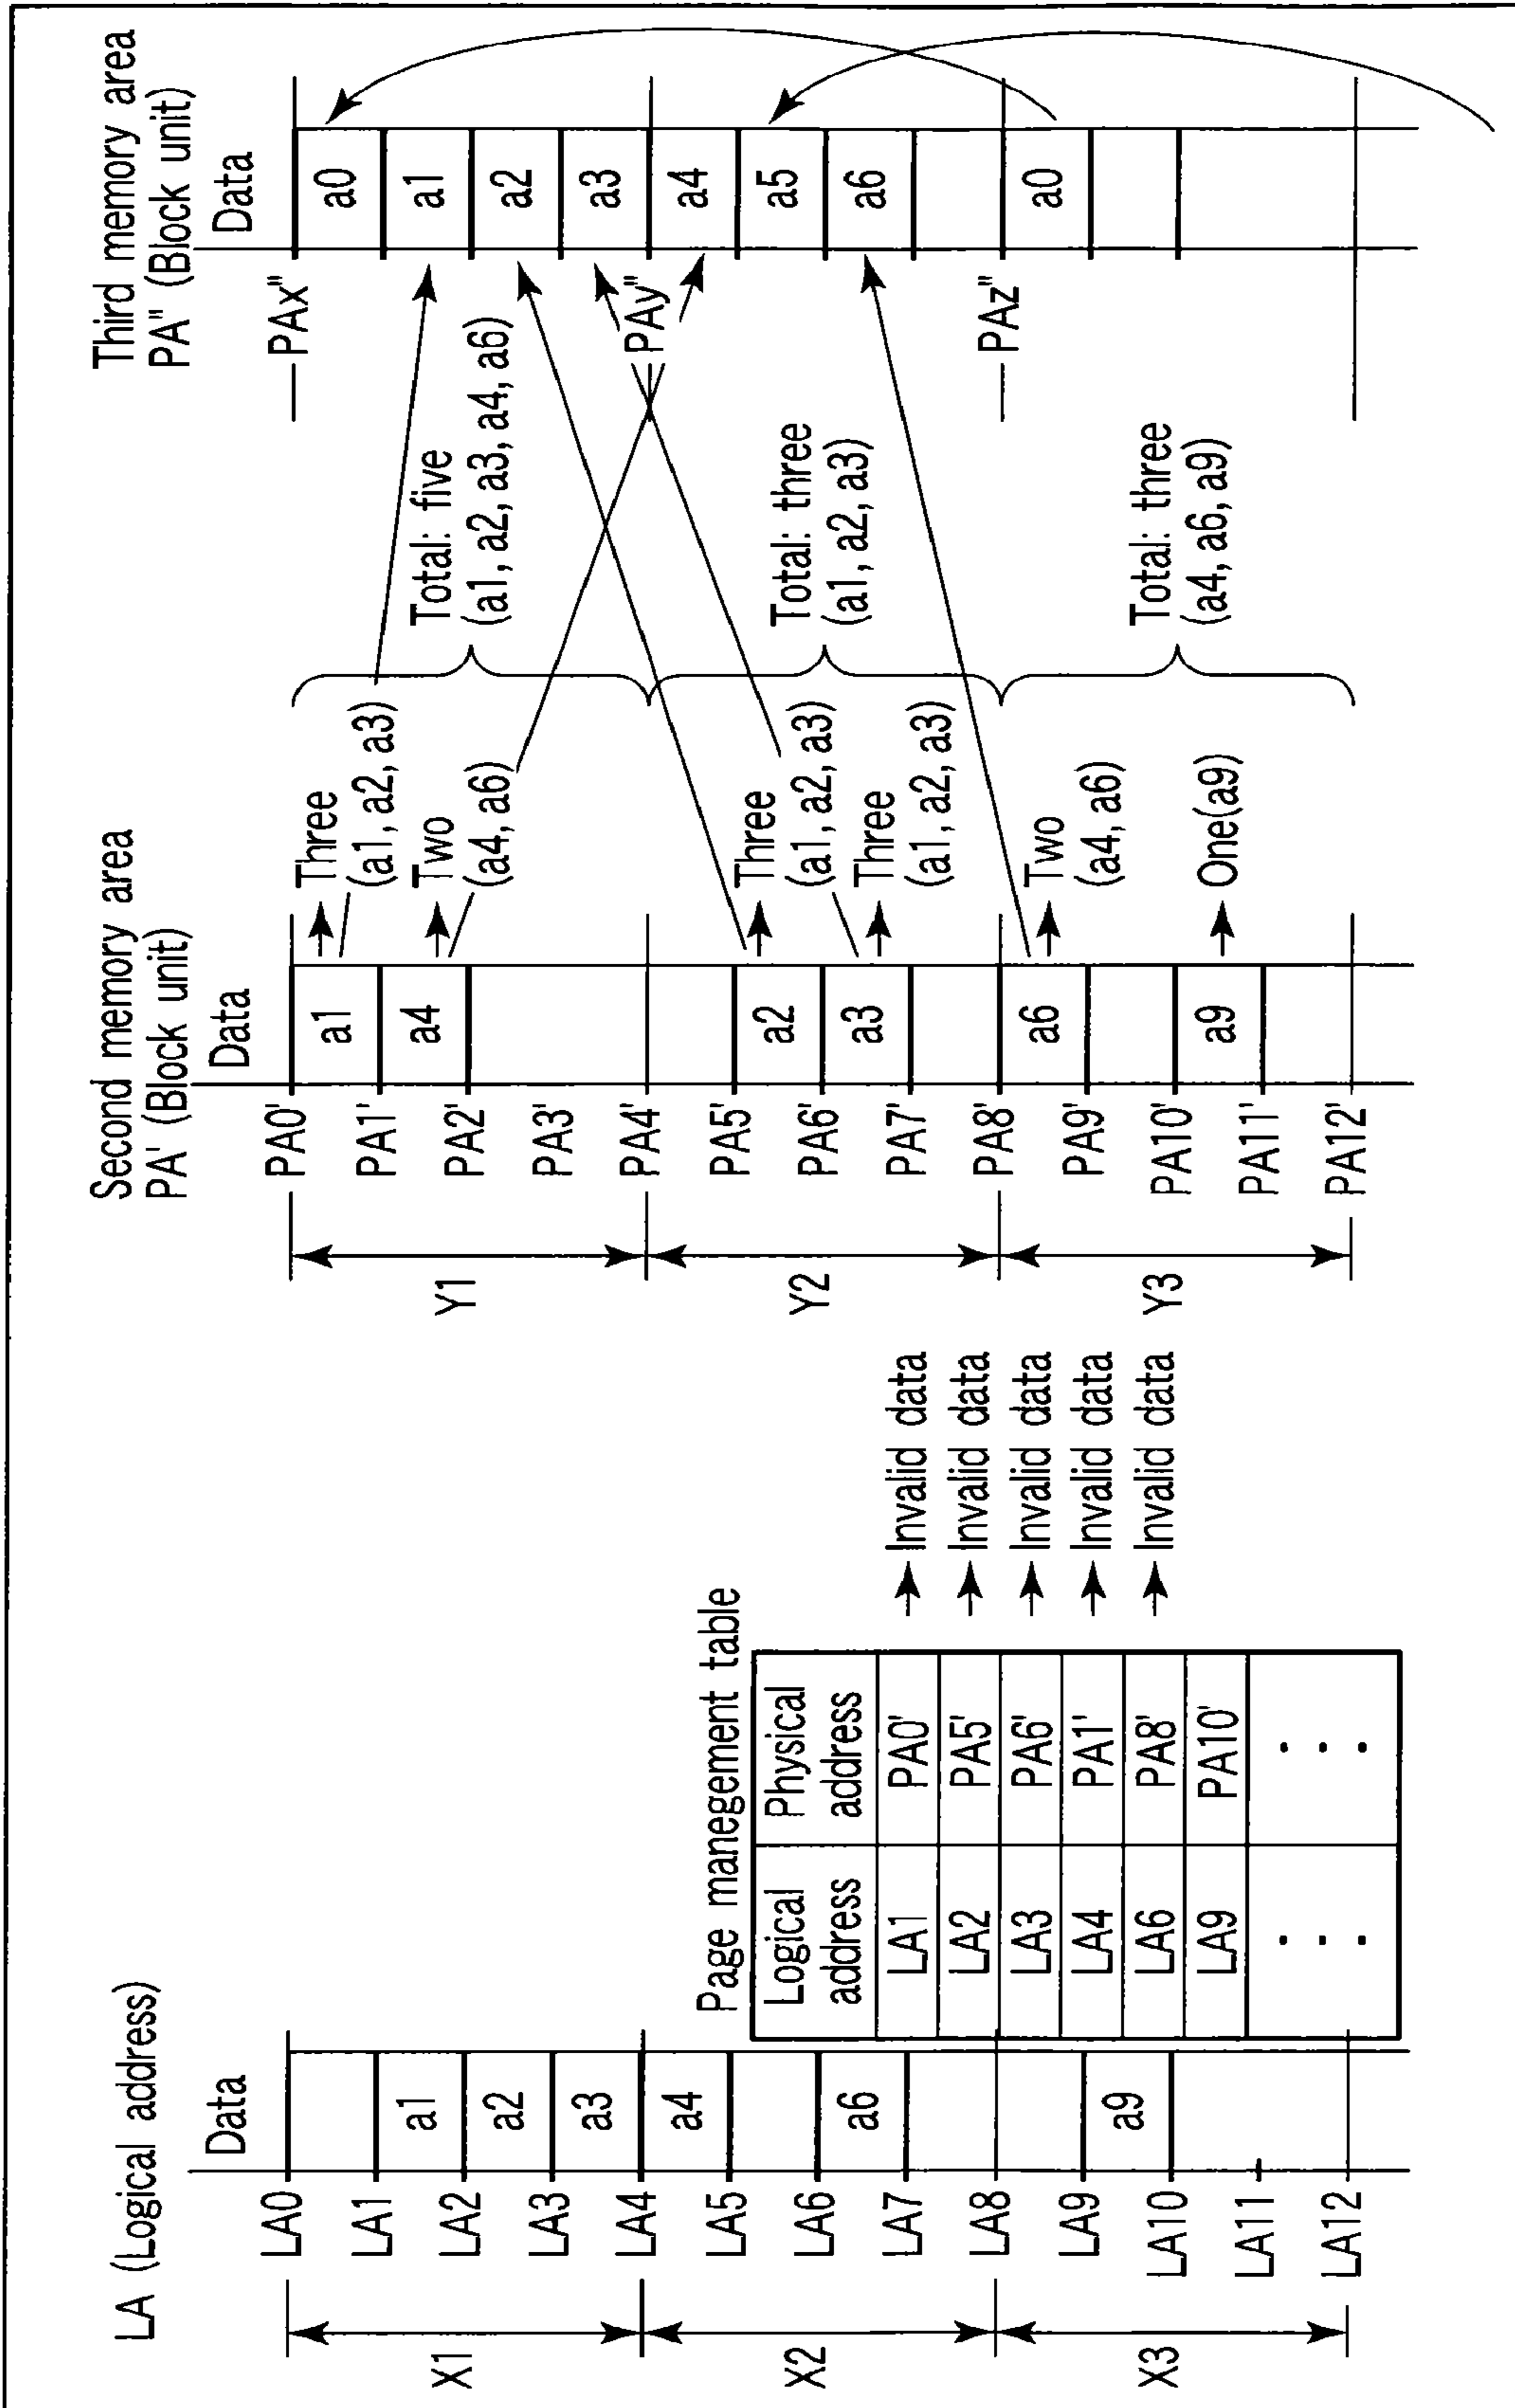 LA (Logical address)
Data
LA0
LA1
LA2
LA3
LA4
LA5
LA6
LA7
LA8
LA9
LA10
LA11
LA12
a1
a2
a3
a4
a6
a9
X1
X2
X3
Page manegement table
Logical address
Physical address
LA1 PA0'
LA2 PA5'
LA3 PA6'
LA4 PA1'
LA6 PA8'
LA9 PA10'
Invalid data
Invalid data
Invalid data
Invalid data
Invalid data
Second memory area
PA' (Block unit)
Data
Y1
Y2
Y3
PA0'
PA1'
PA2'
PA3'
PA4'
PA5'
PA6'
PA7'
PA8'
PA9'
PA10'
PA11'
PA12'
a1
a4
a2
a3
a6
a9
Three
(a1, a2, a3)
Two
(a4, a6)
Three
(a1, a2, a3)
Three
(a1, a2, a3)
Two
(a4, a6)
One(a9)
Total: five
(a1, a2, a3, a4, a6)
Total: three
(a1, a2, a3)
Total: three
(a4, a6, a9)
Third memory area
PA" (Block unit)
Data
PAx"
PAy"
PAz"
a0
a1
a2
a3
a4
a5
a6
a0